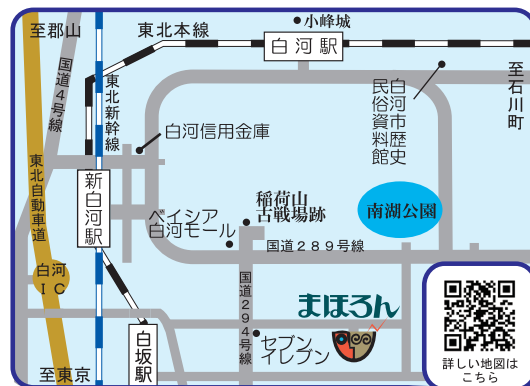 至郡山
東北本線
小峰城
白河駅
至石川町
国道4号線
東北新幹線
白河市歴史
民俗資料館
白河信用金庫
東北自動車道
新白河駅
稲荷山
古戦場跡
南湖公園
ベイシア
白河モール
国道289号線
白河
IC
国道294号線
まほろん
セブン
イレブン
白坂駅
至東京
詳しい地図は
こちら